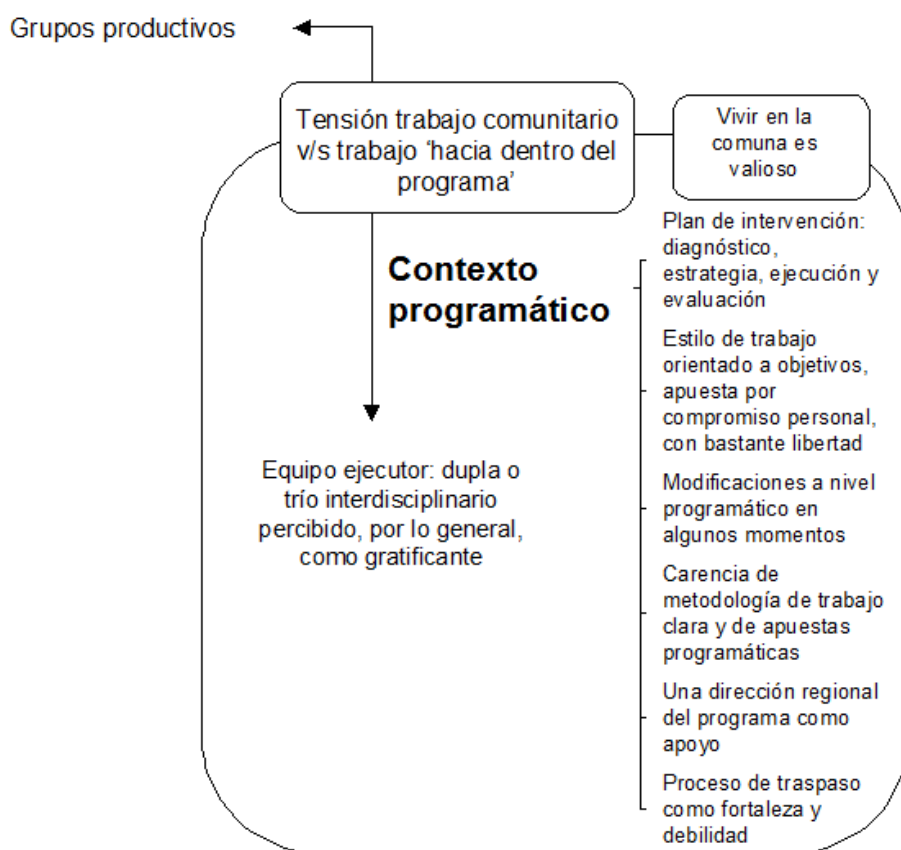 Grupos productivos
Tensión trabajo comunitario
v/s trabajo ‘hacia dentro del
programa’
Vivir en la
comuna es
valioso
Contexto
programático
Plan de intervención:
diagnóstico,
estrategia, ejecución y
evaluación
Estilo de trabajo
orientado a objetivos,
apuesta por
compromiso personal,
con bastante libertad
Equipo ejecutor: dupla o
trío interdisciplinario
percibido, por lo general,
como gratificante
Modificaciones a nivel
programático en
algunos momentos
Carencia de
metodología de trabajo
clara y de apuestas
programáticas
Una dirección regional
del programa como
apoyo
Proceso de traspaso
como fortaleza y
debilidad